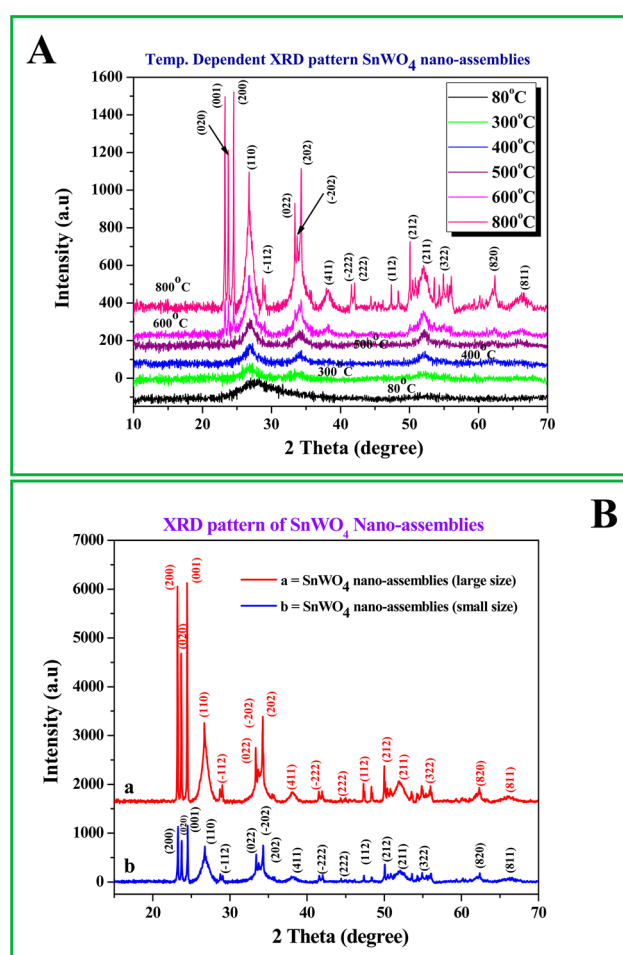 A
Temp. Dependent XRD pattern SnWO4 nano-assemblies
1600
1400
1200
1000
800
600
400
200
0
Intensity (a.u)
(001)
(020)
(200)
(110)
(-112)
(022)
(202)
(-202)
(411)
(-222)
(222)
(112)
(212)
(211)
(322)
(820)
(811)
80°C
300°C
400°C
500°C
600°C
800°C
800°C
600°C
500°C
400°C
300°C
80°C
10 20 30 40 50 60 70
2 Theta (degree)
B
XRD pattern of SnWO4 Nano-assemblies
7000
6000
5000
4000
3000
2000
1000
0
Intensity (a.u)
a = SnWO4 nano-assemblies (large size)
b = SnWO4 nano-assemblies (small size)
(200)
(020)
(001)
(110)
(-112)
(022)
(-202)
(202)
(411)
(-222)
(222)
(112)
(212)
(211)
(322)
(820)
(811)
a
(200)
(020)
(001)
(110)
(-112)
(022)
(-202)
(202)
(411)
(-222)
(222)
(112)
(212)
(211)
(322)
(820)
(811)
b
20 30 40 50 60 70
2 Theta (degree)